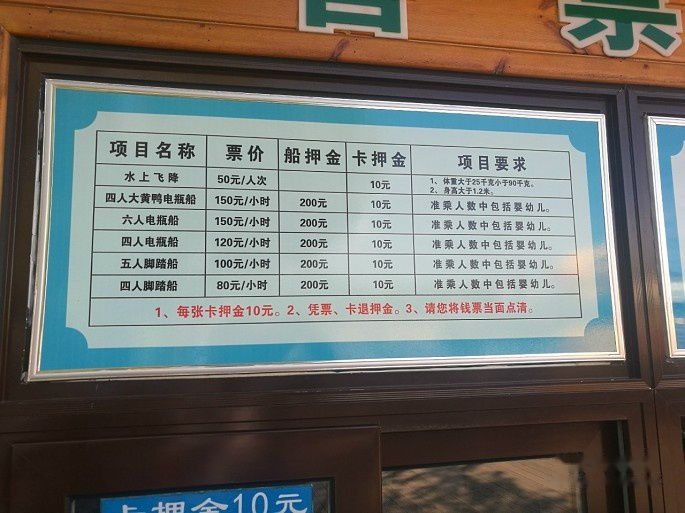 售票
项目名称 票价 船押金 卡押金 项目要求
水上飞降 50元/人次 10元 1、体重大于25千克小于90千克。
2、身高大于1.2米。
四人大黄鸭电瓶船 150元/小时 200元 10元 准乘人数中包括婴幼儿。
六人电瓶船 150元/小时 200元 10元 准乘人数中包括婴幼儿。
四人电瓶船 120元/小时 200元 10元 准乘人数中包括婴幼儿。
五人脚踏船 100元/小时 200元 10元 准乘人数中包括婴幼儿。
四人脚踏船 80元/小时 200元 10元 准乘人数中包括婴幼儿。
1、每张卡押金10元。2、凭票、卡退押金。3、请您将钱票当面点清。
卡押金10元